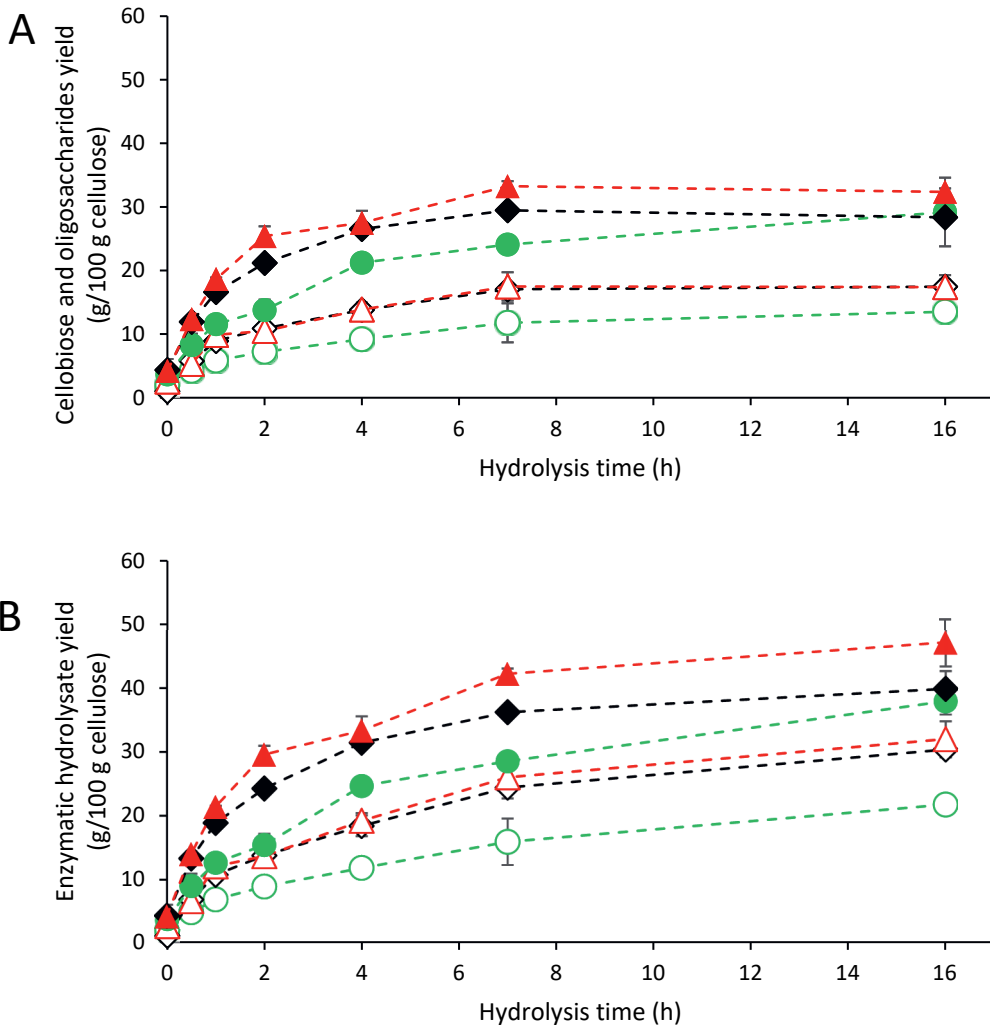 A
Cellobiose and oligosaccharides yield
(g/100 g cellulose)
60
50
40
30
20
10
0
0 2 4 6 8 10 12 14 16
Hydrolysis time (h)
B
Enzymatic hydrolysate yield
(g/100 g cellulose)
60
50
40
30
20
10
0
0 2 4 6 8 10 12 14 16
Hydrolysis time (h)